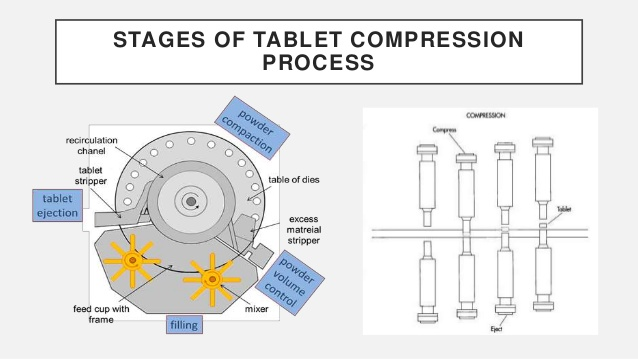 STAGES OF TABLET COMPRESSION
PROCESS
powder
compaction
recirculation
chanel
tablet
stripper
table of dies
tablet
ejection
excess
matreial
stripper
powder
volume
control
feed cup with
frame
mixer
filling
COMPRESSION
Compress
Tablet
Eject